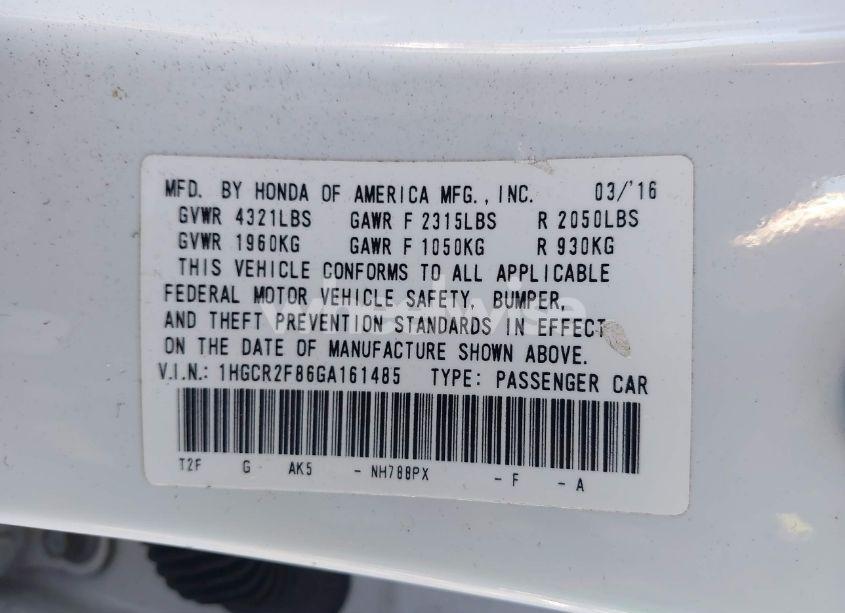 MFD. BY HONDA OF AMERICA MFG., INC. 03/'16
GVWR 4321LBS GAWR F 2315LBS R 2050LBS
GVWR 1960KG GAWR F 1050KG R 930KG
THIS VEHICLE CONFORMS TO ALL APPLICABLE
FEDERAL MOTOR VEHICLE SAFETY, BUMPER,
AND THEFT PREVENTION STANDARDS IN EFFECT
ON THE DATE OF MANUFACTURE SHOWN ABOVE.
V.I.N.: 1HGCR2F86GA161485 TYPE: PASSENGER CAR
T2F G AK5 - NH788PX - F - A